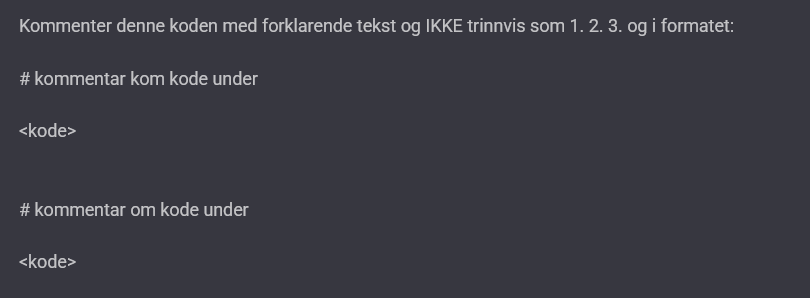 Kommenter denne koden med forklarende tekst og IKKE trinnvis som 1. 2. 3. og i formatet:
# kommentar kom kode under
<kode>
# kommentar om kode under
<kode>